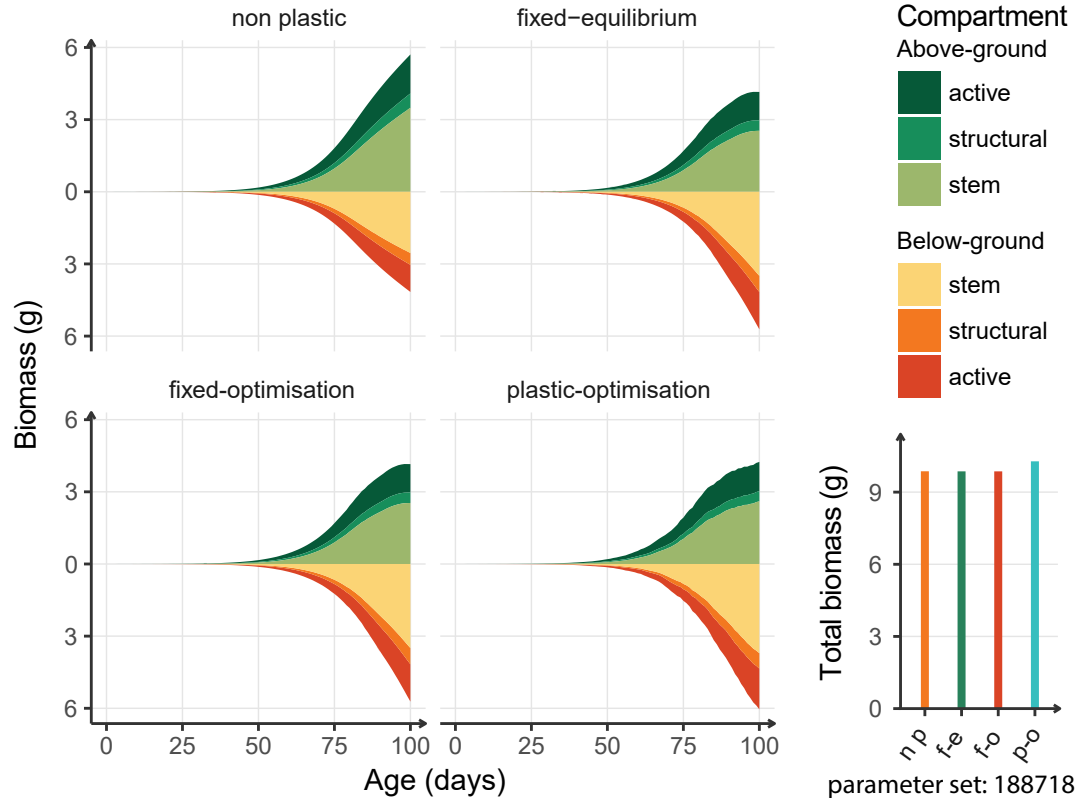 non plastic
fixed−equilibrium
6
3
0
3
6
Biomass (g)
fixed-optimisation
plastic-optimisation
6
3
0
3
6
0 25 50 75 100
0 25 50 75 100
Age (days)
Compartment
Above-ground
active
structural
stem
Below-ground
stem
structural
active
Total biomass (g)
9
6
3
0
n p
f-e
f-o
p-o
parameter set: 188718